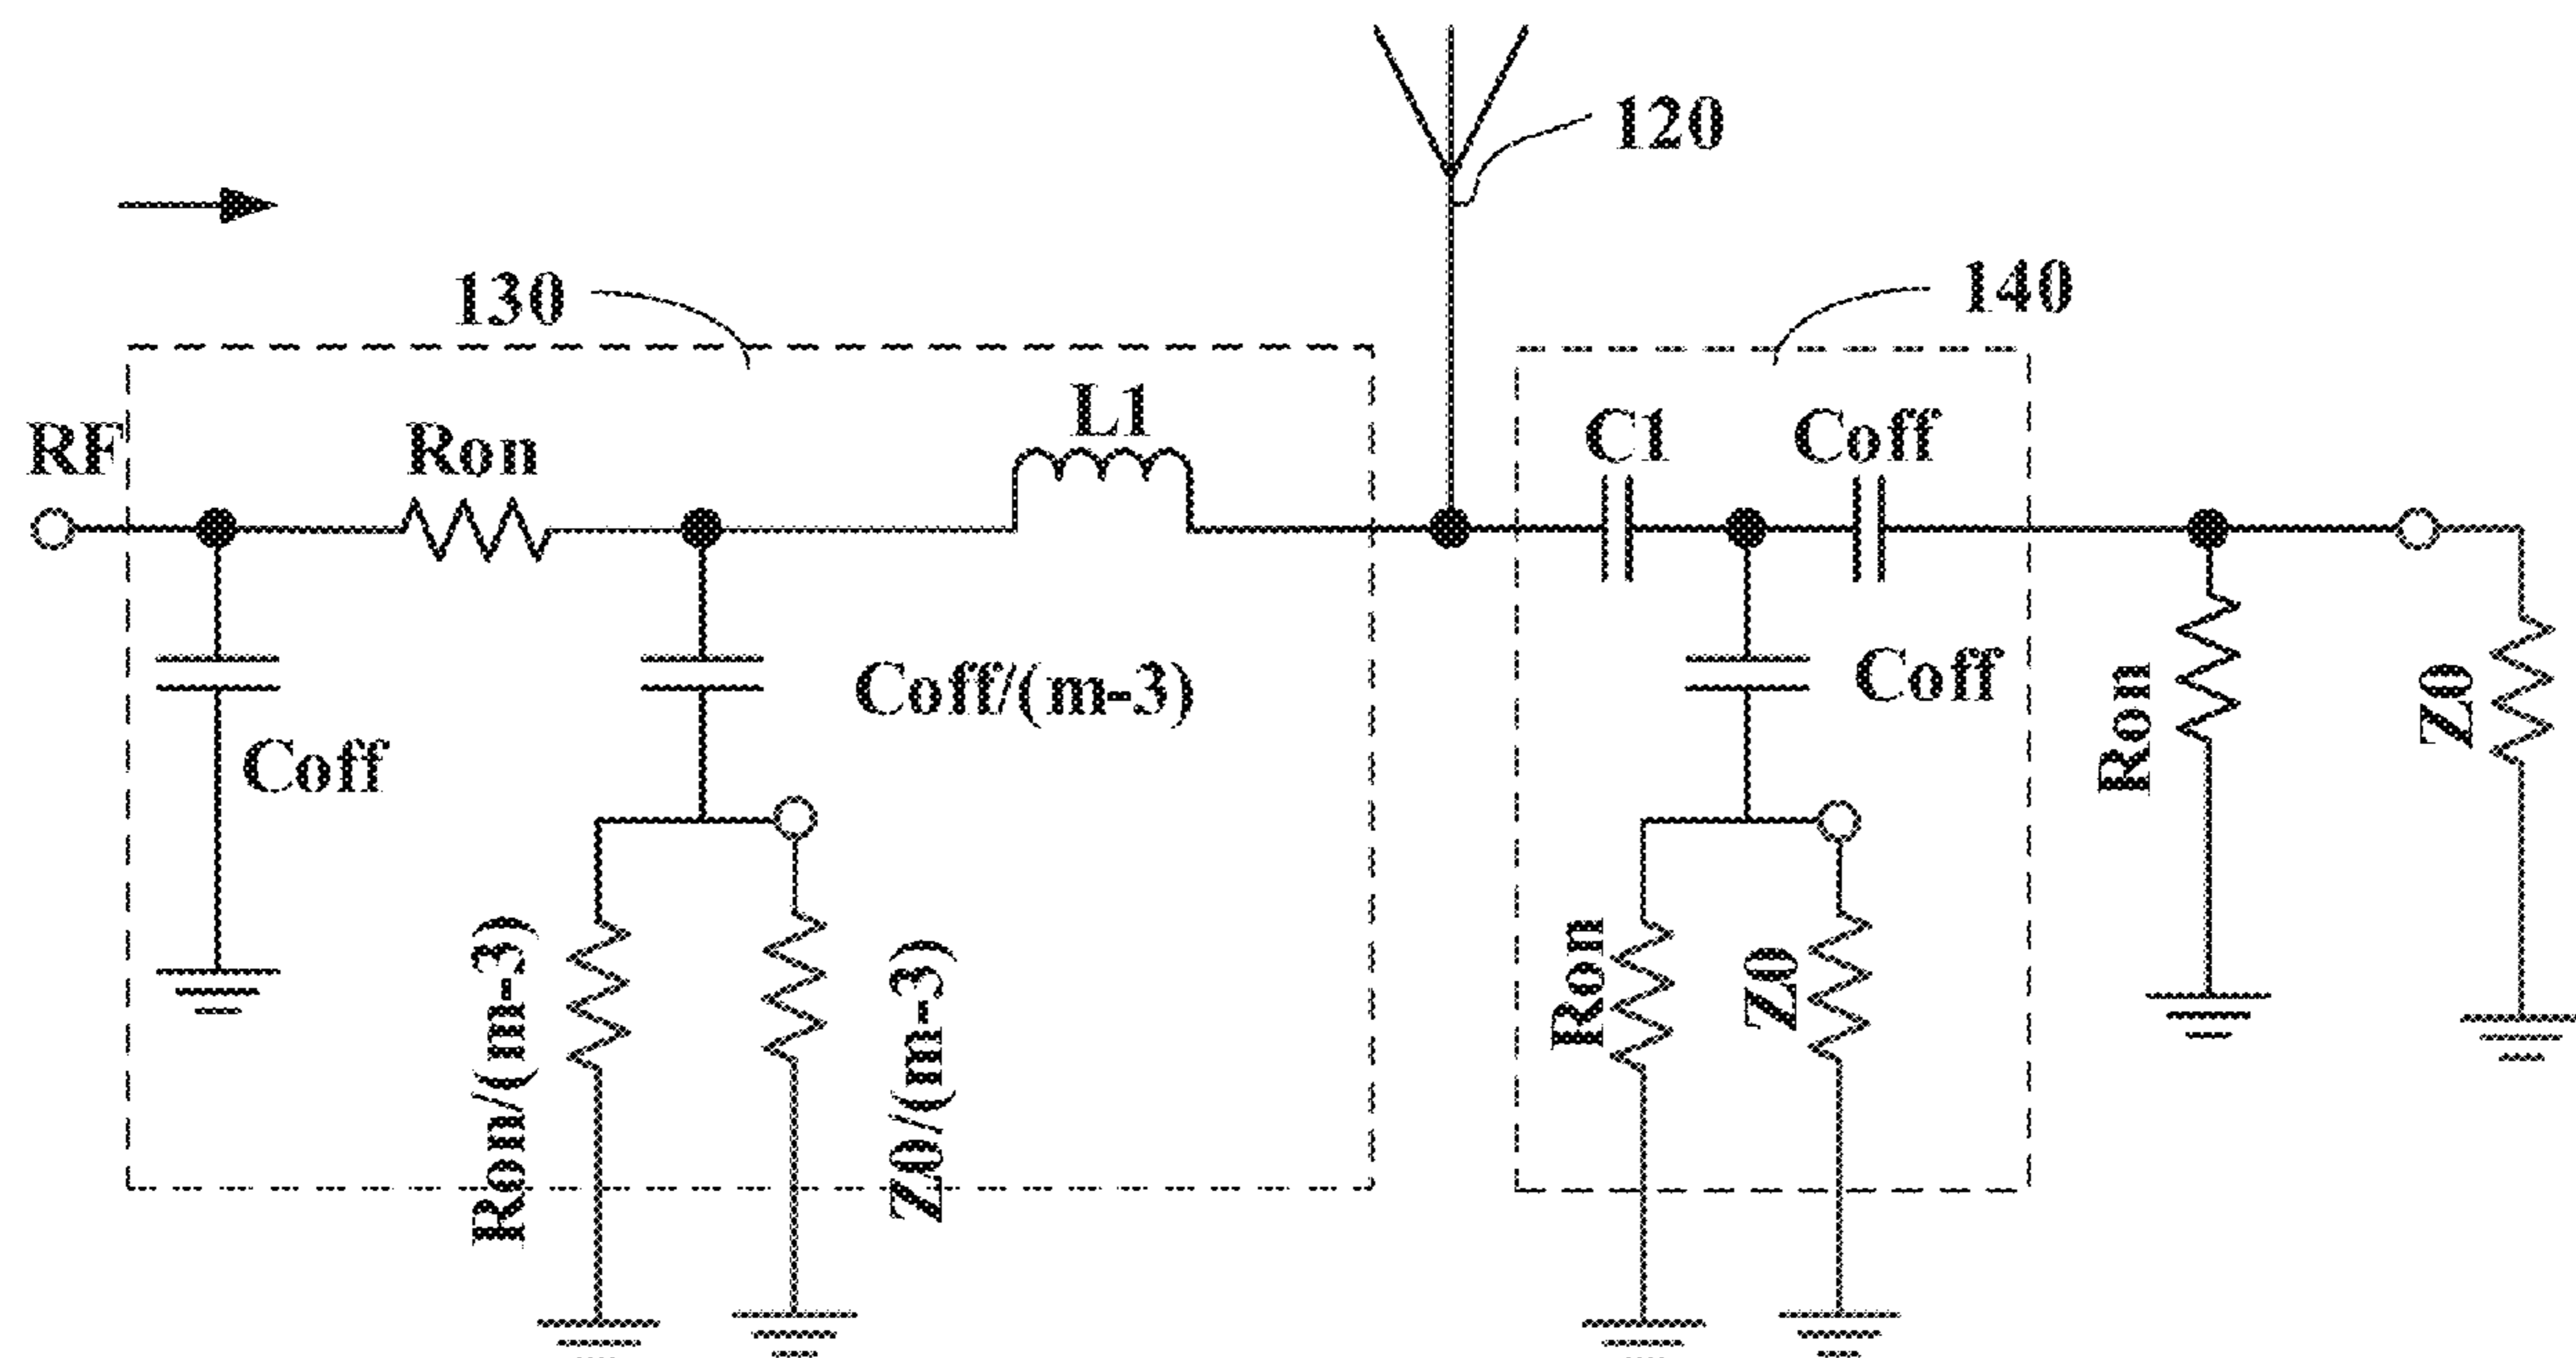 120
130
140
RF
Ron
L1
C1
Coff
Coff
Coff/(m-3)
Coff
Ron
Z0
Ron/(m-3)
Z0/(m-3)
Ron
Z0